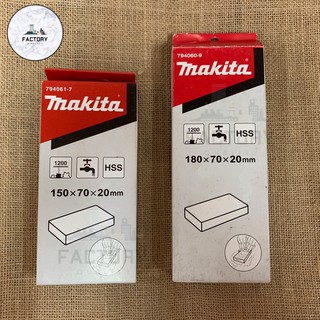 FACTORY
794061-7
makita
1200
HSS
150×70×20mm
794060-9
makita
1200
HSS
180×70×20mm
FACTORY